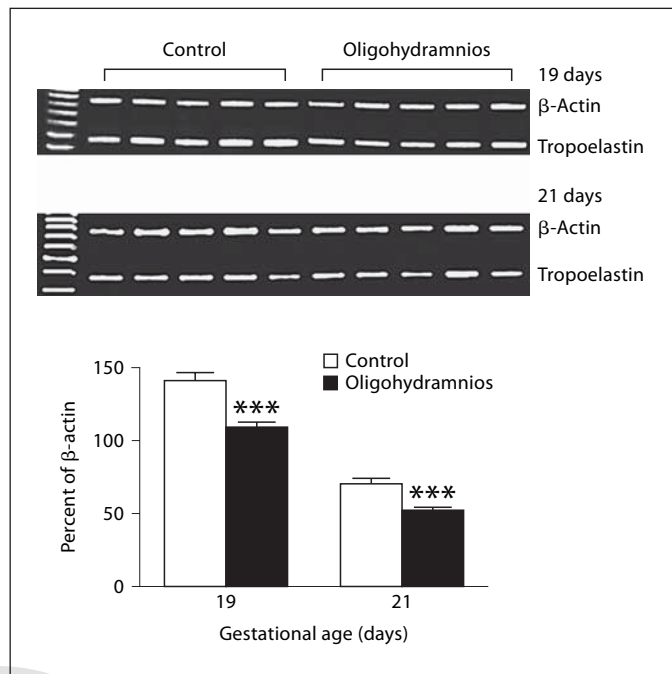 Control Oligohydramnios
19 days
β-Actin
Tropoelastin
21 days
β-Actin
Tropoelastin
Control
Oligohydramnios
150
100
50
0
Percent of β-actin
***
***
19 21
Gestational age (days)